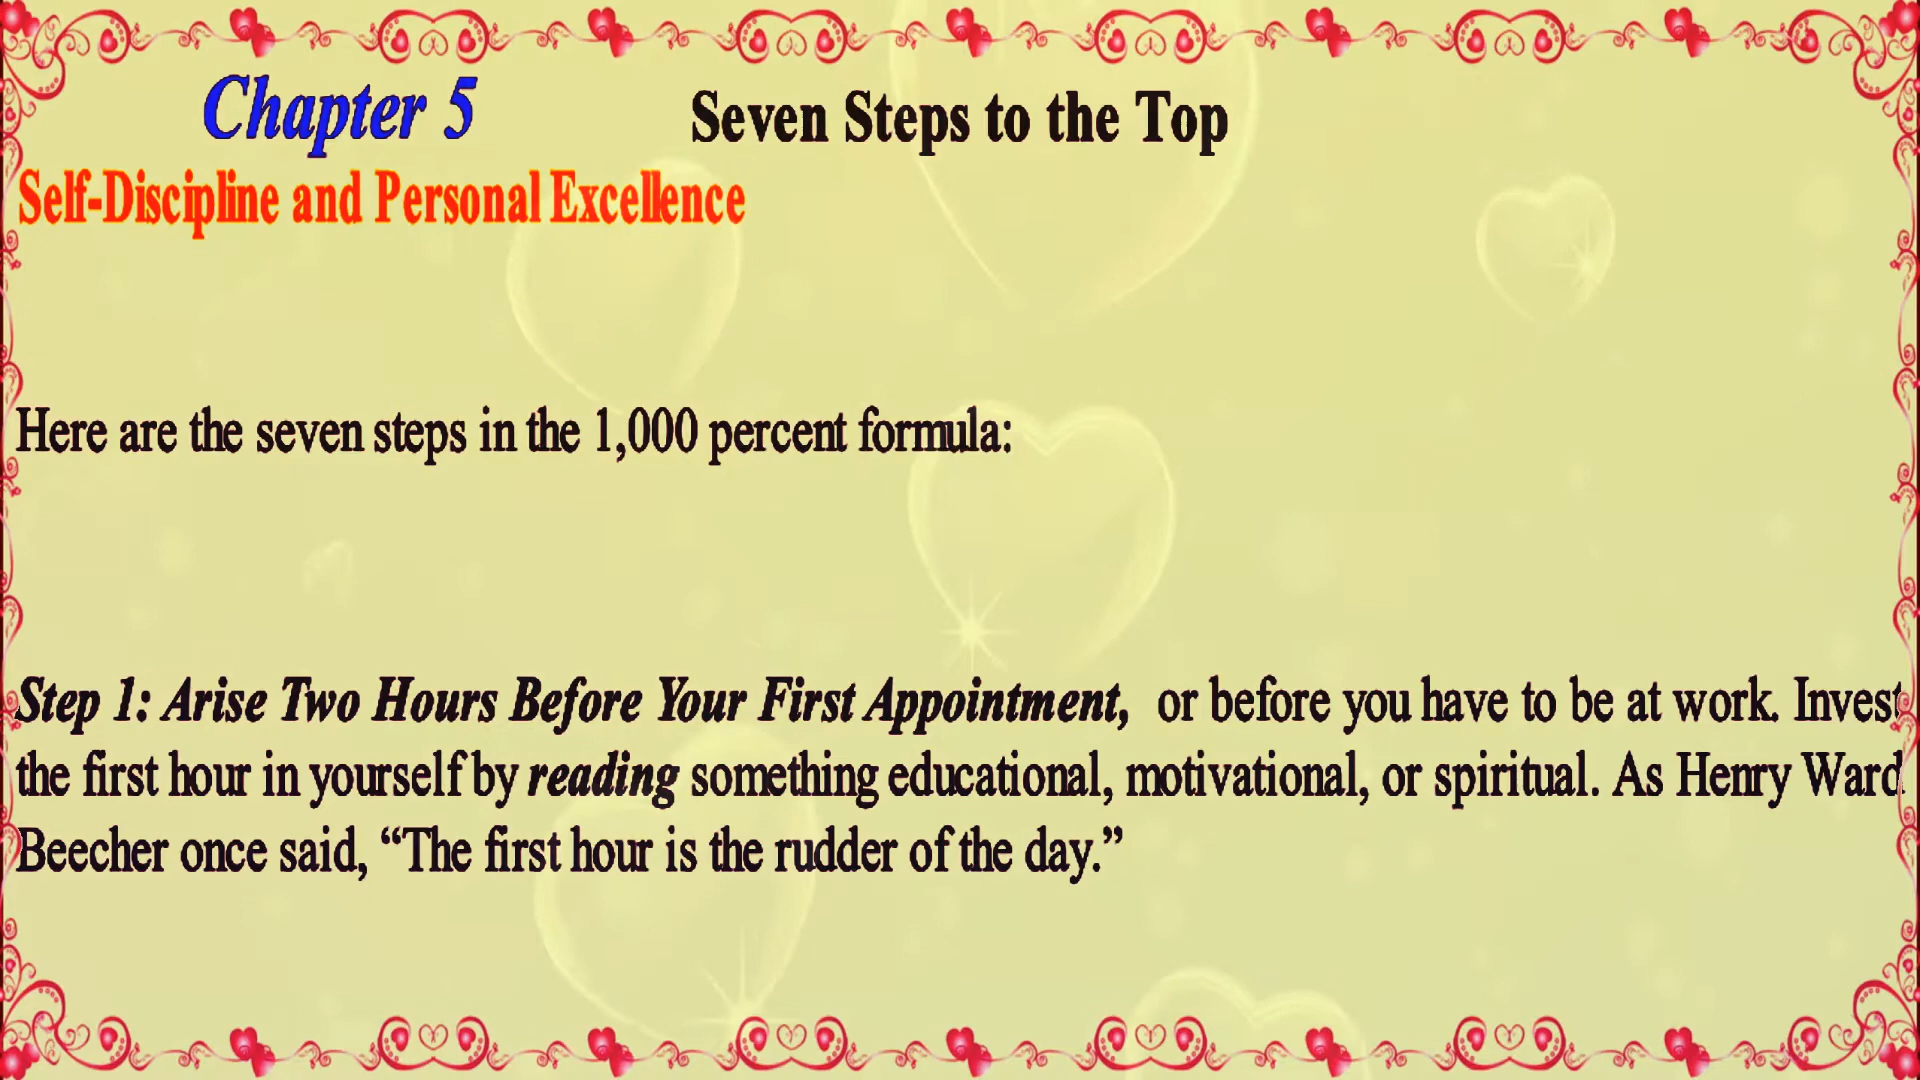 Chapter 5 Seven Steps to the Top
Self-Discipline and Personal Excellence
Here are the seven steps in the 1,000 percent formula:
Step 1: Arise Two Hours Before Your First Appointment, or before you have to be at work. Invest
the first hour in yourself by reading something educational, motivational, or spiritual. As Henry Ward
Beecher once said, “The first hour is the rudder of the day.”